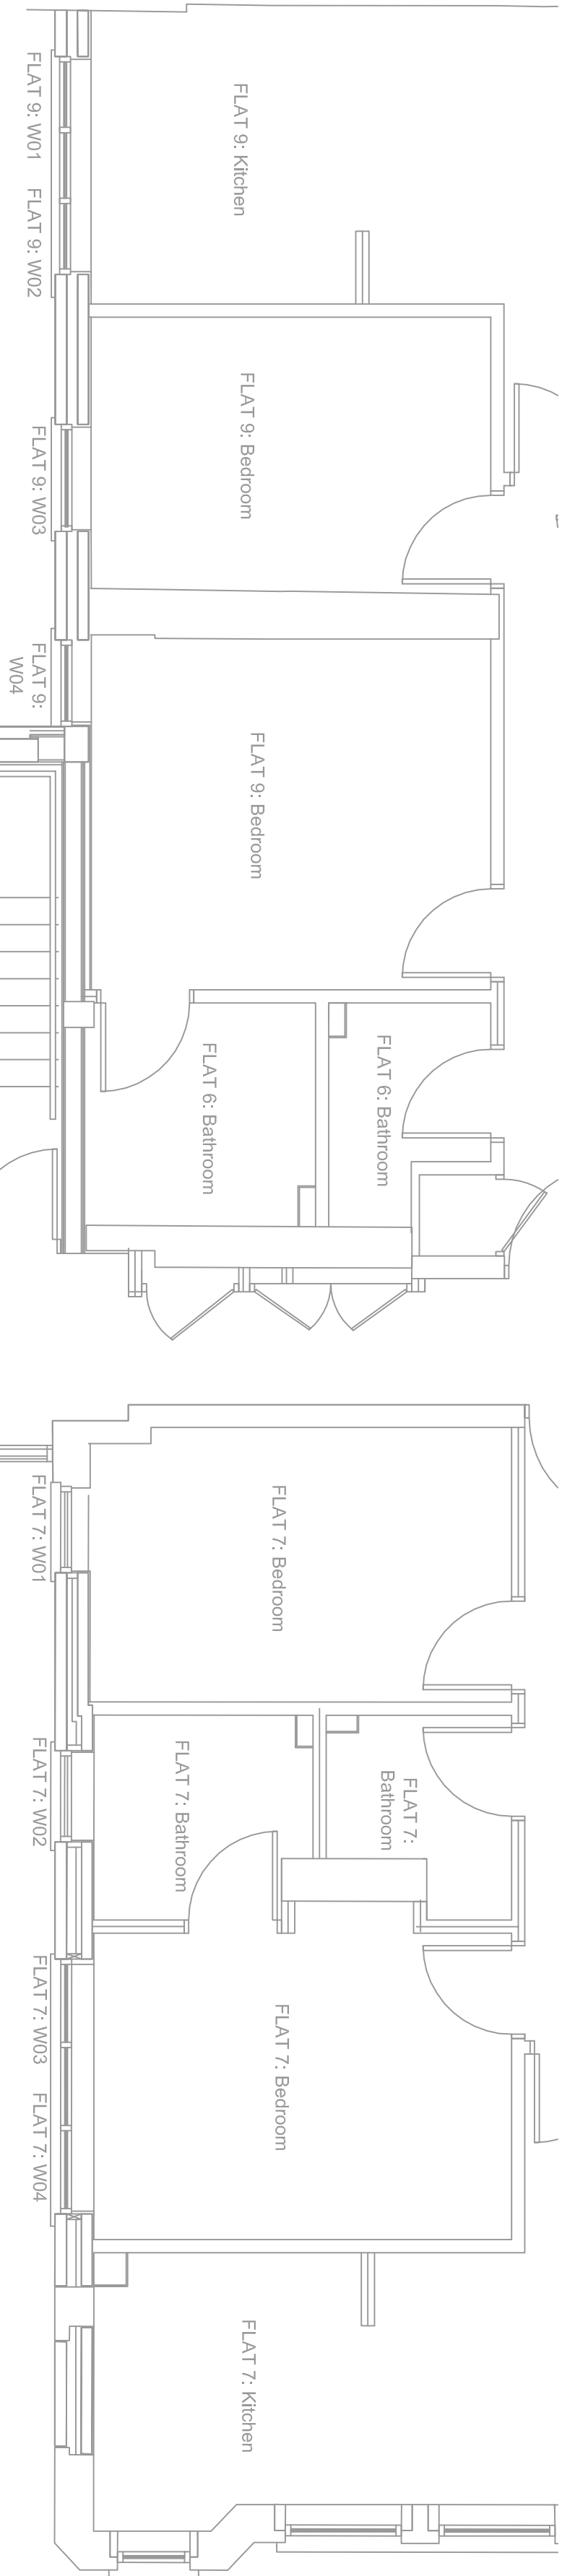 FLAT 9: W01
FLAT 9: W02
FLAT 9: Kitchen
FLAT 9: W03
FLAT 9: Bedroom
FLAT 9:
W04
FLAT 9: Bedroom
FLAT 6: Bathroom
FLAT 6: Bathroom
FLAT 7: W01
FLAT 7: Bedroom
FLAT 7: W02
FLAT 7: Bathroom
FLAT 7:
Bathroom
FLAT 7: W03
FLAT 7: W04
FLAT 7: Bedroom
FLAT 7: Kitchen